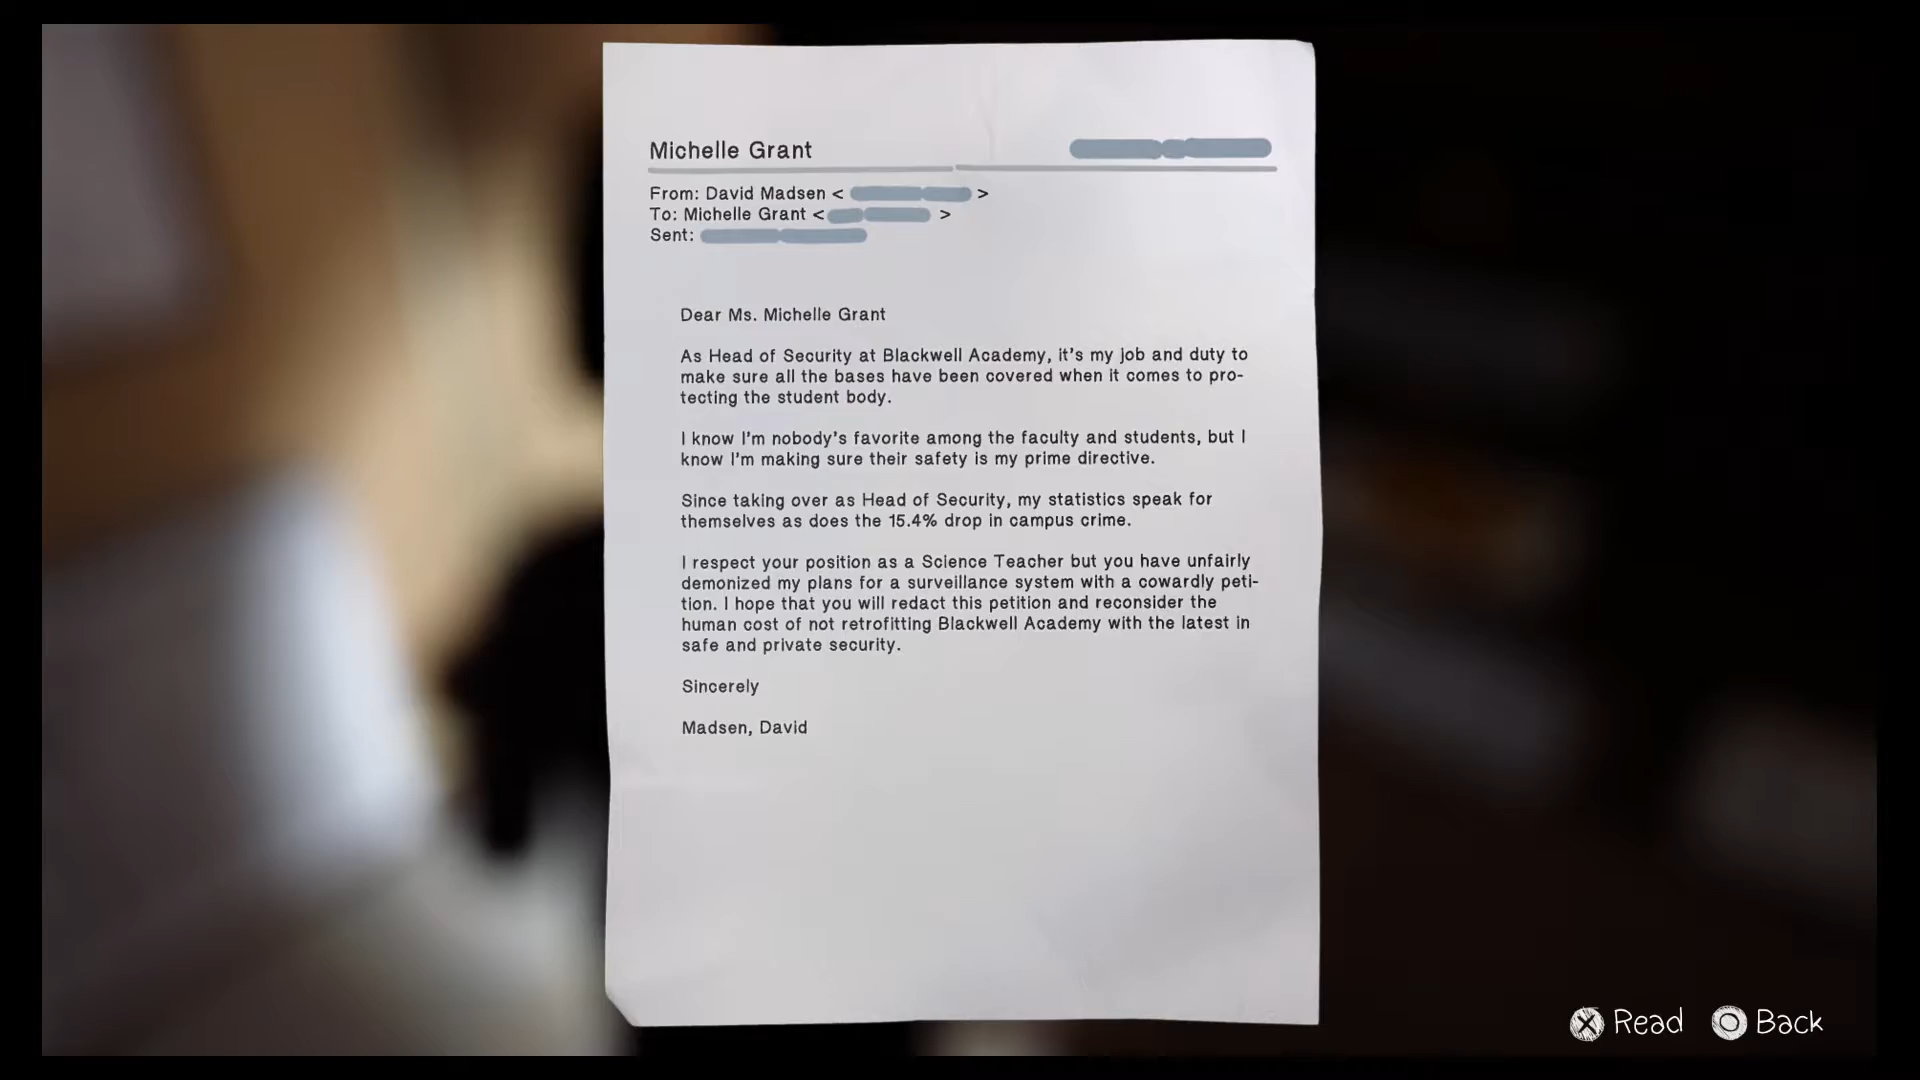 Michelle Grant
From: David Madsen < >
To: Michelle Grant < >
Sent:
Dear Ms. Michelle Grant
As Head of Security at Blackwell Academy, it's my job and duty to
make sure all the bases have been covered when it comes to pro-
tecting the student body.
I know I'm nobody's favorite among the faculty and students, but I
know I'm making sure their safety is my prime directive.
Since taking over as Head of Security, my statistics speak for
themselves as does the 15.4% drop in campus crime.
I respect your position as a Science Teacher but you have unfairly
demonized my plans for a surveillance system with a cowardly peti-
tion. I hope that you will redact this petition and reconsider the
human cost of not retrofitting Blackwell Academy with the latest in
safe and private security.
Sincerely
Madsen, David
Read Back